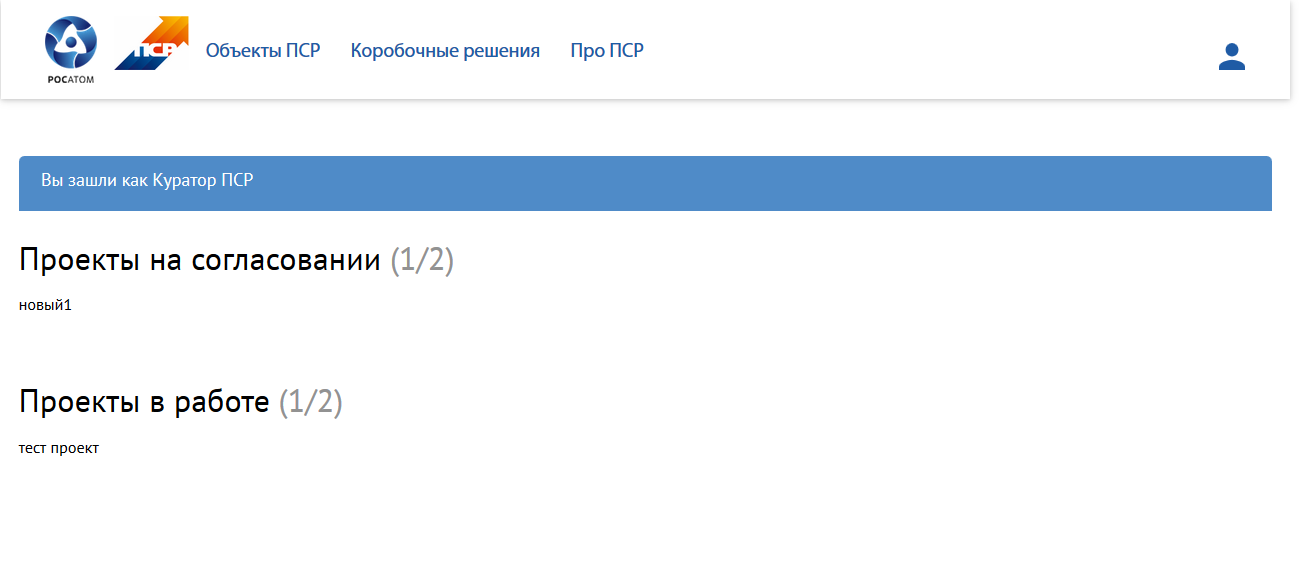 РОСАТОМ
ПСР
Объекты ПСР Коробочные решения Про ПСР
Вы зашли как Куратор ПСР
Проекты на согласовании (1/2)
новый1
Проекты в работе (1/2)
тест проект